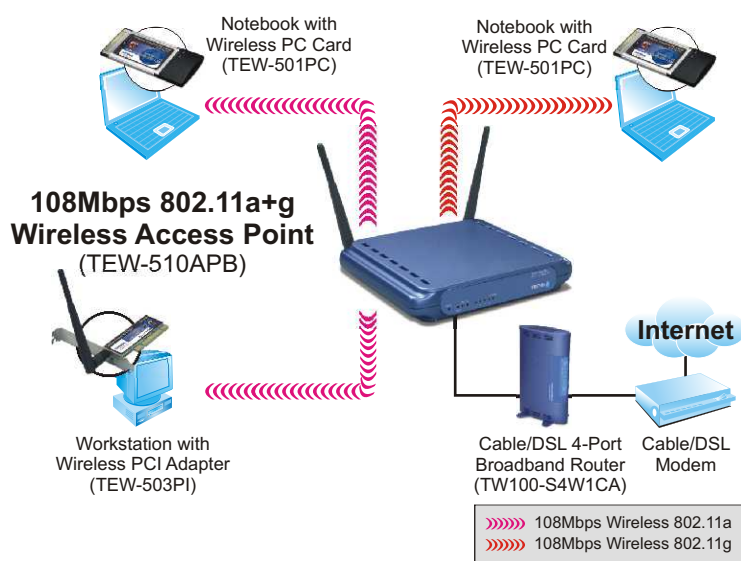 Notebook with
Wireless PC Card
(TEW-501PC)
Notebook with
Wireless PC Card
(TEW-501PC)
108Mbps 802.11a+g
Wireless Access Point
(TEW-510APB)
Internet
Workstation with
Wireless PCI Adapter
(TEW-503PI)
Cable/DSL 4-Port
Broadband Router
(TW100-S4W1CA)
Cable/DSL
Modem
108Mbps Wireless 802.11a
108Mbps Wireless 802.11g